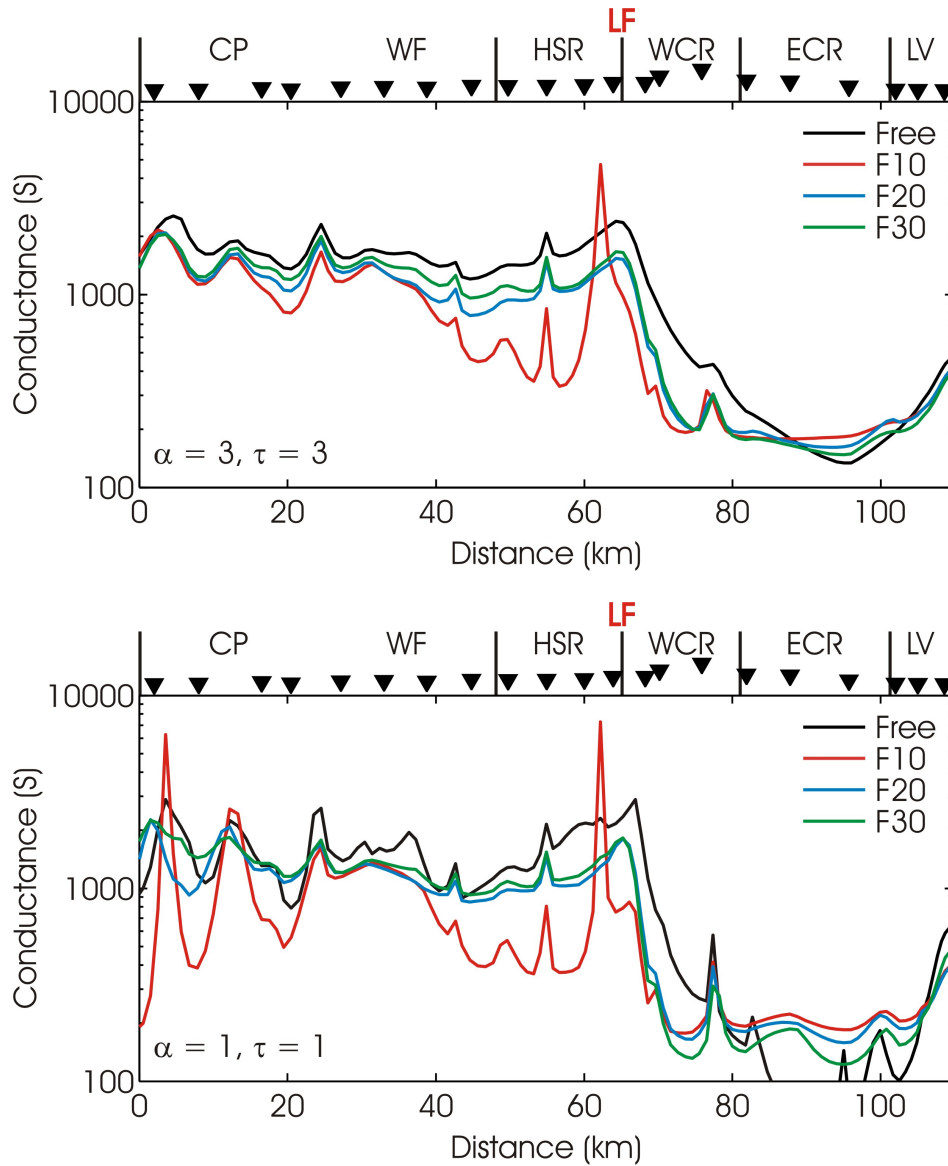 LF
CP WF HSR WCR ECR LV
10000
Free
F10
F20
F30
1000
Conductance (S)
α = 3, τ = 3
100
0 20 40 60 80 100
Distance (km)
LF
CP WF HSR WCR ECR LV
10000
Free
F10
F20
F30
1000
Conductance (S)
α = 1, τ = 1
100
0 20 40 60 80 100
Distance (km)